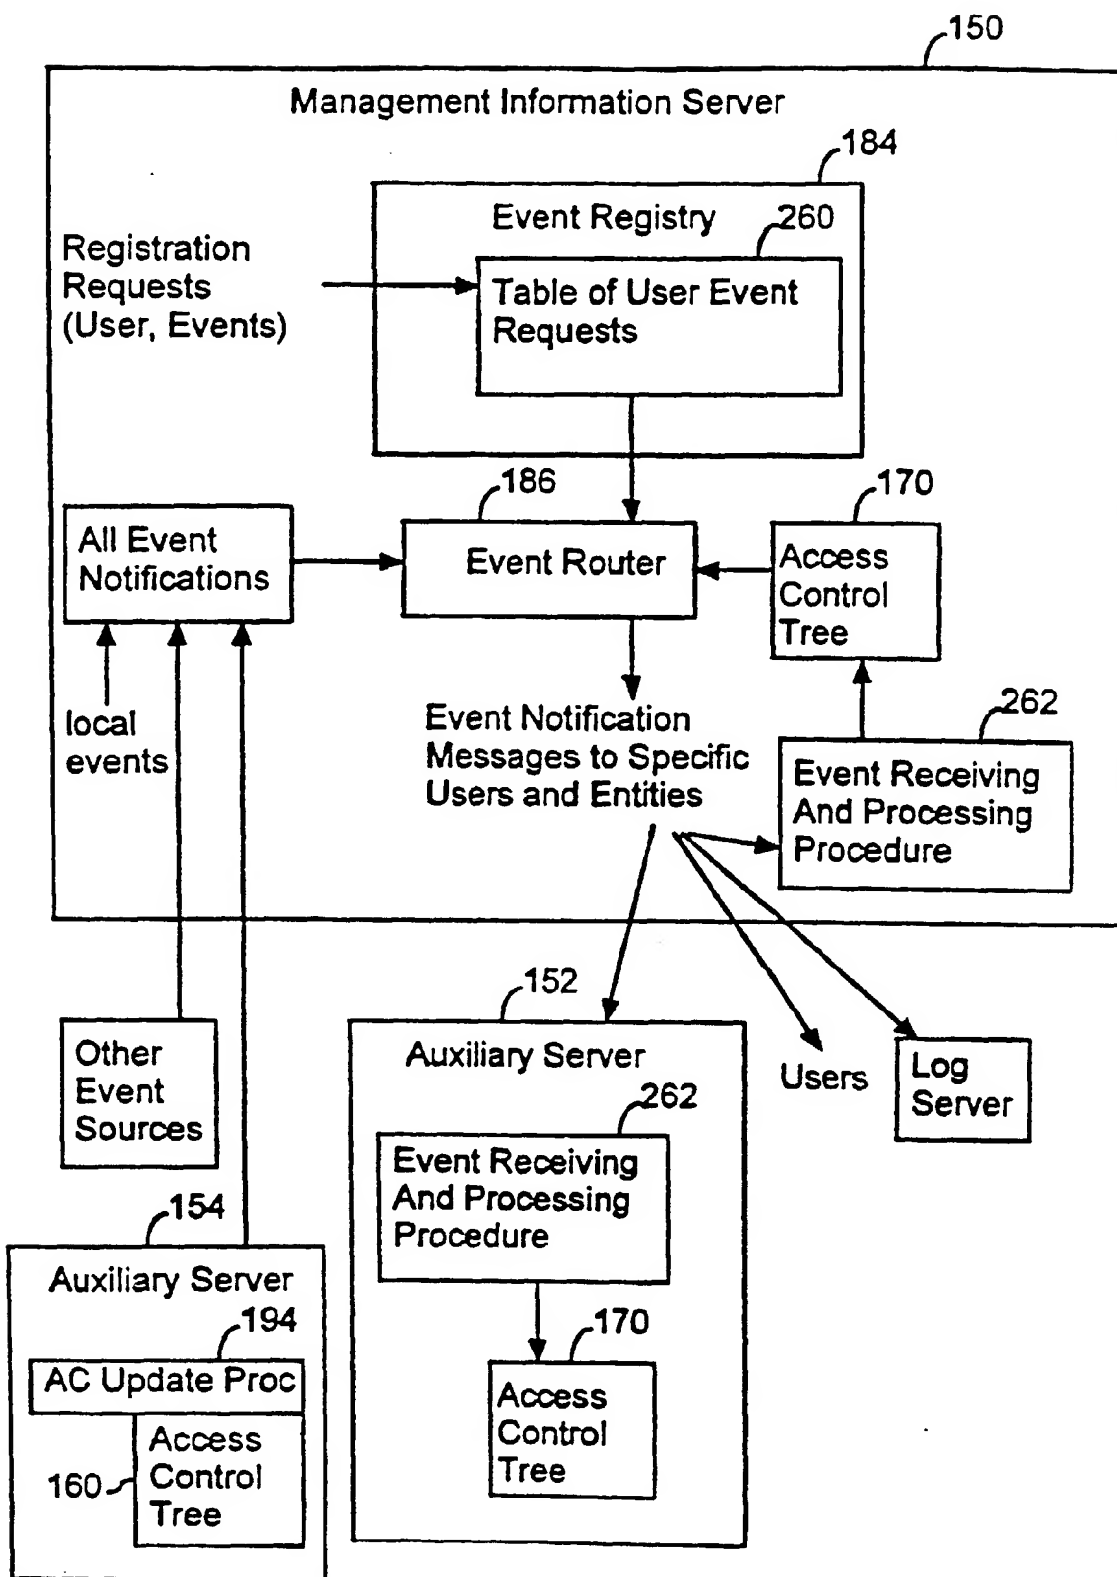 150
Management Information Server
184
Event Registry
260
Registration
Requests
(User, Events)
Table of User Event
Requests
186
170
All Event
Notifications
Event Router
Access
Control
Tree
local
events
Event Notification
Messages to Specific
Users and Entities
262
Event Receiving
And Processing
Procedure
152
Other
Event
Sources
Auxiliary Server
Users
Log
Server
262
Event Receiving
And Processing
Procedure
154
Auxiliary Server
194
170
AC Update Proc
Access
Control
Tree
160
Access
Control
Tree